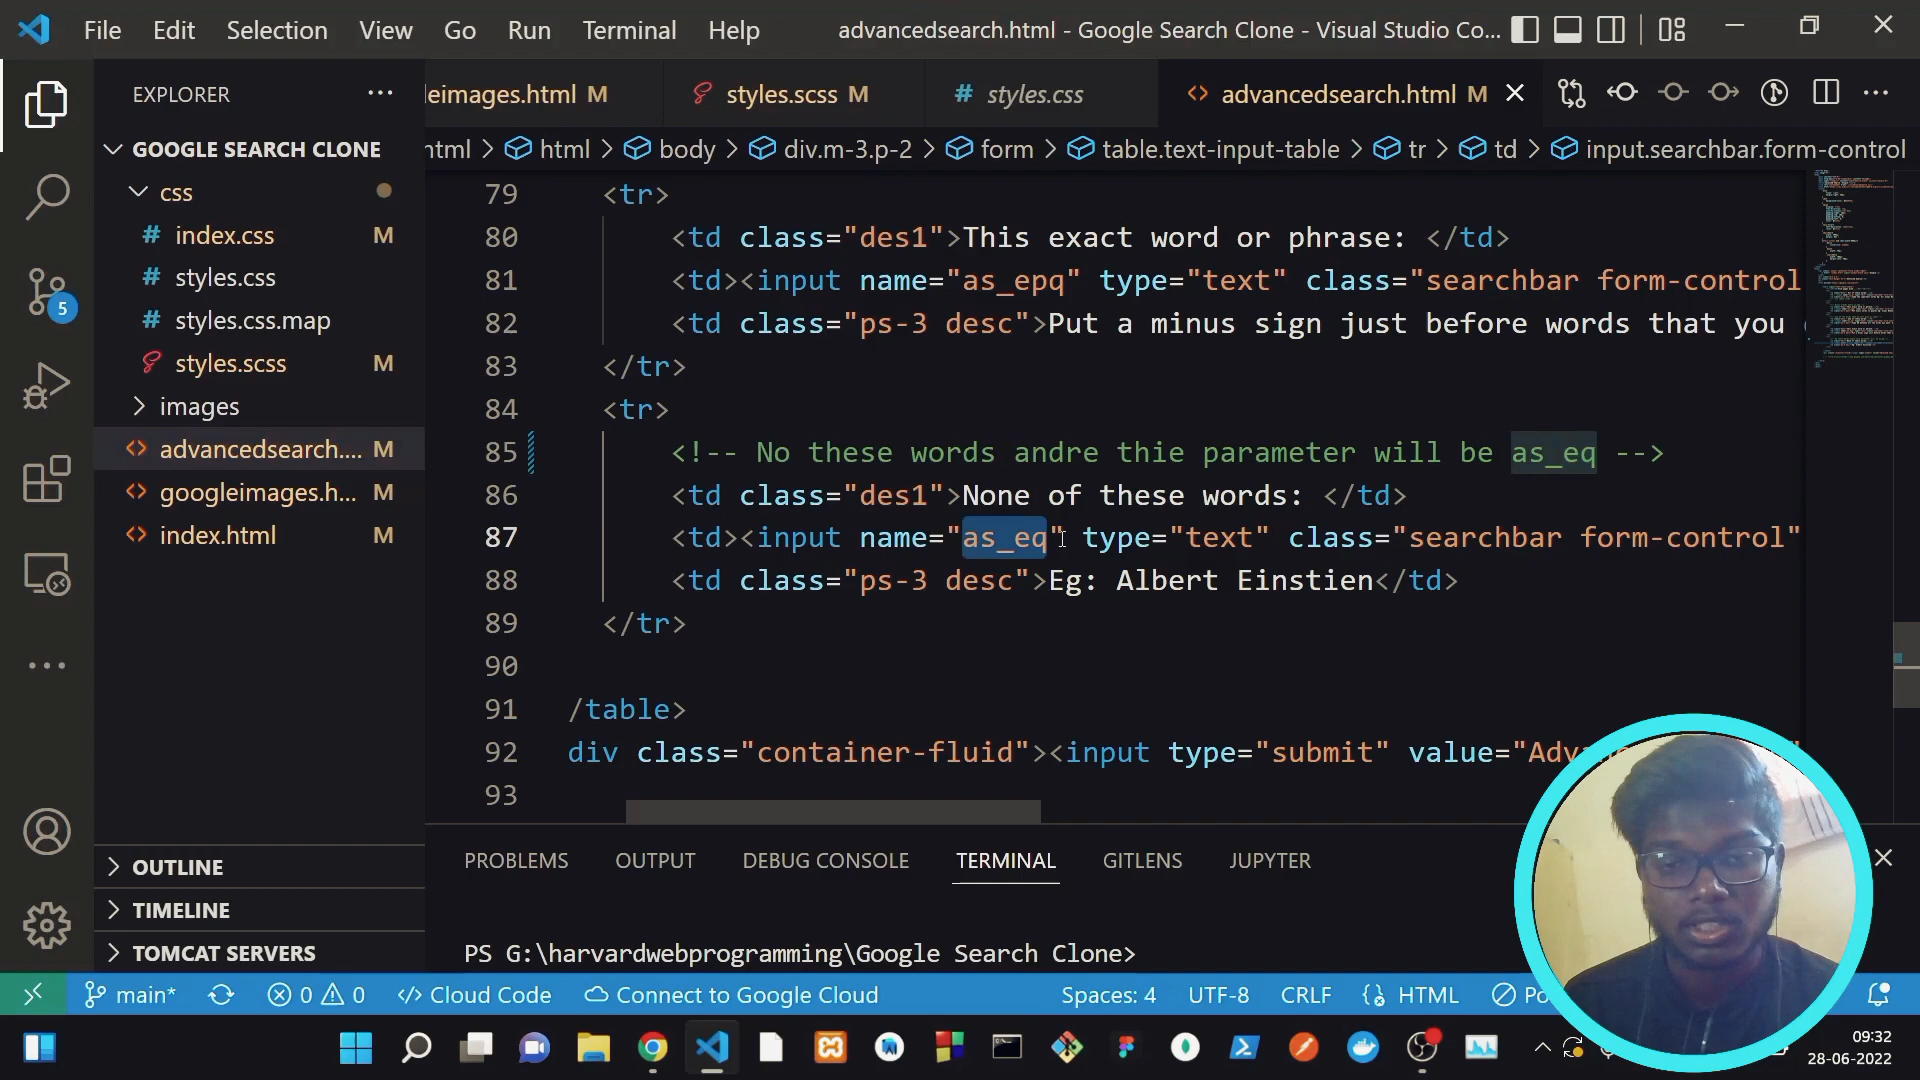 File Edit Selection View Go Run Terminal Help advancedsearch.html - Google Search Clone - Visual Studio Co...
EXPLORER
leimages.html M styles.scss M # styles.css advancedsearch.html M
html > html > body > div.m-3.p-2 > form > table.text-input-table > tr > td > input.searchbar.form-control
GOOGLE SEARCH CLONE
css
# index.css M
# styles.css
# styles.css.map
styles.scss M
images
advancedsearch.... M
googleimages.h... M
index.html M
OUTLINE
TIMELINE
TOMCAT SERVERS
5
79 <tr>
80 <td class="des1">This exact word or phrase: </td>
81 <td><input name="as_epq" type="text" class="searchbar form-control
82 <td class="ps-3 desc">Put a minus sign just before words that you
83 </tr>
84 <tr>
85 <!-- No these words andre thie parameter will be as_eq -->
86 <td class="des1">None of these words: </td>
87 <td><input name="as_eq" type="text" class="searchbar form-control"
88 <td class="ps-3 desc">Eg: Albert Einstien</td>
89 </tr>
90
91 /table>
92 div class="container-fluid"><input type="submit" value="Adv
93
PROBLEMS OUTPUT DEBUG CONSOLE TERMINAL GITLENS JUPYTER
PS G:\harvardwebprogramming\Google Search Clone>
main* 0 0 Cloud Code Connect to Google Cloud Spaces: 4 UTF-8 CRLF HTML
09:32
28-06-2022